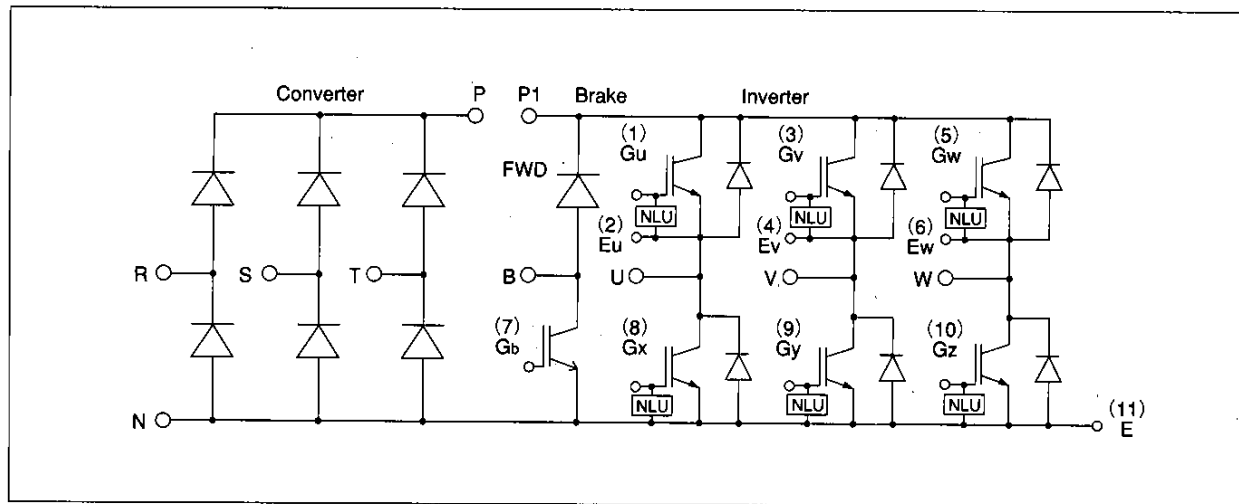 Converter
P
P1
Brake
Inverter
(1)
Gu
(3)
Gv
(5)
Gw
FWD
NLU
NLU
NLU
(2)
Eu
(4)
Ev
(6)
Ew
R
S
T
B
U
V
W
(7)
Gb
(8)
Gx
(9)
Gy
(10)
Gz
NLU
NLU
NLU
N
(11)
E